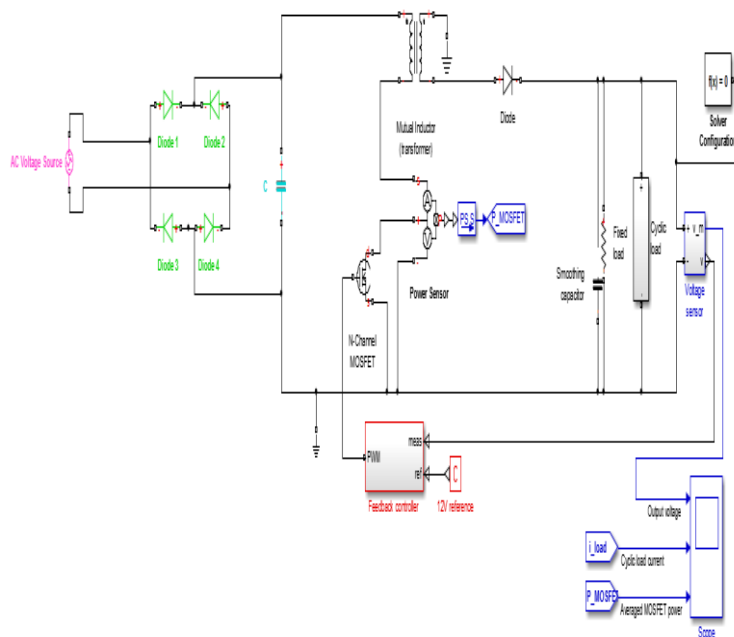 f(x) = 0
Solver
Configuration
Diode
Mutual Inductor
(transformer)
Diode 1
Diode 2
AC Voltage Source
C
A
V
PS S
P_MOSFET
Diode 3
Diode 4
Power Sensor
N-Channel
MOSFET
Smoothing
capacitor
Fixed
load
Cyclic
load
+
-
v_m
V
Voltage
sensor
PWM
meas
ref
C
Feedback controller
12V reference
Output voltage
i_load
Cyclic load current
P_MOSFET
Averaged MOSFET power
Scope